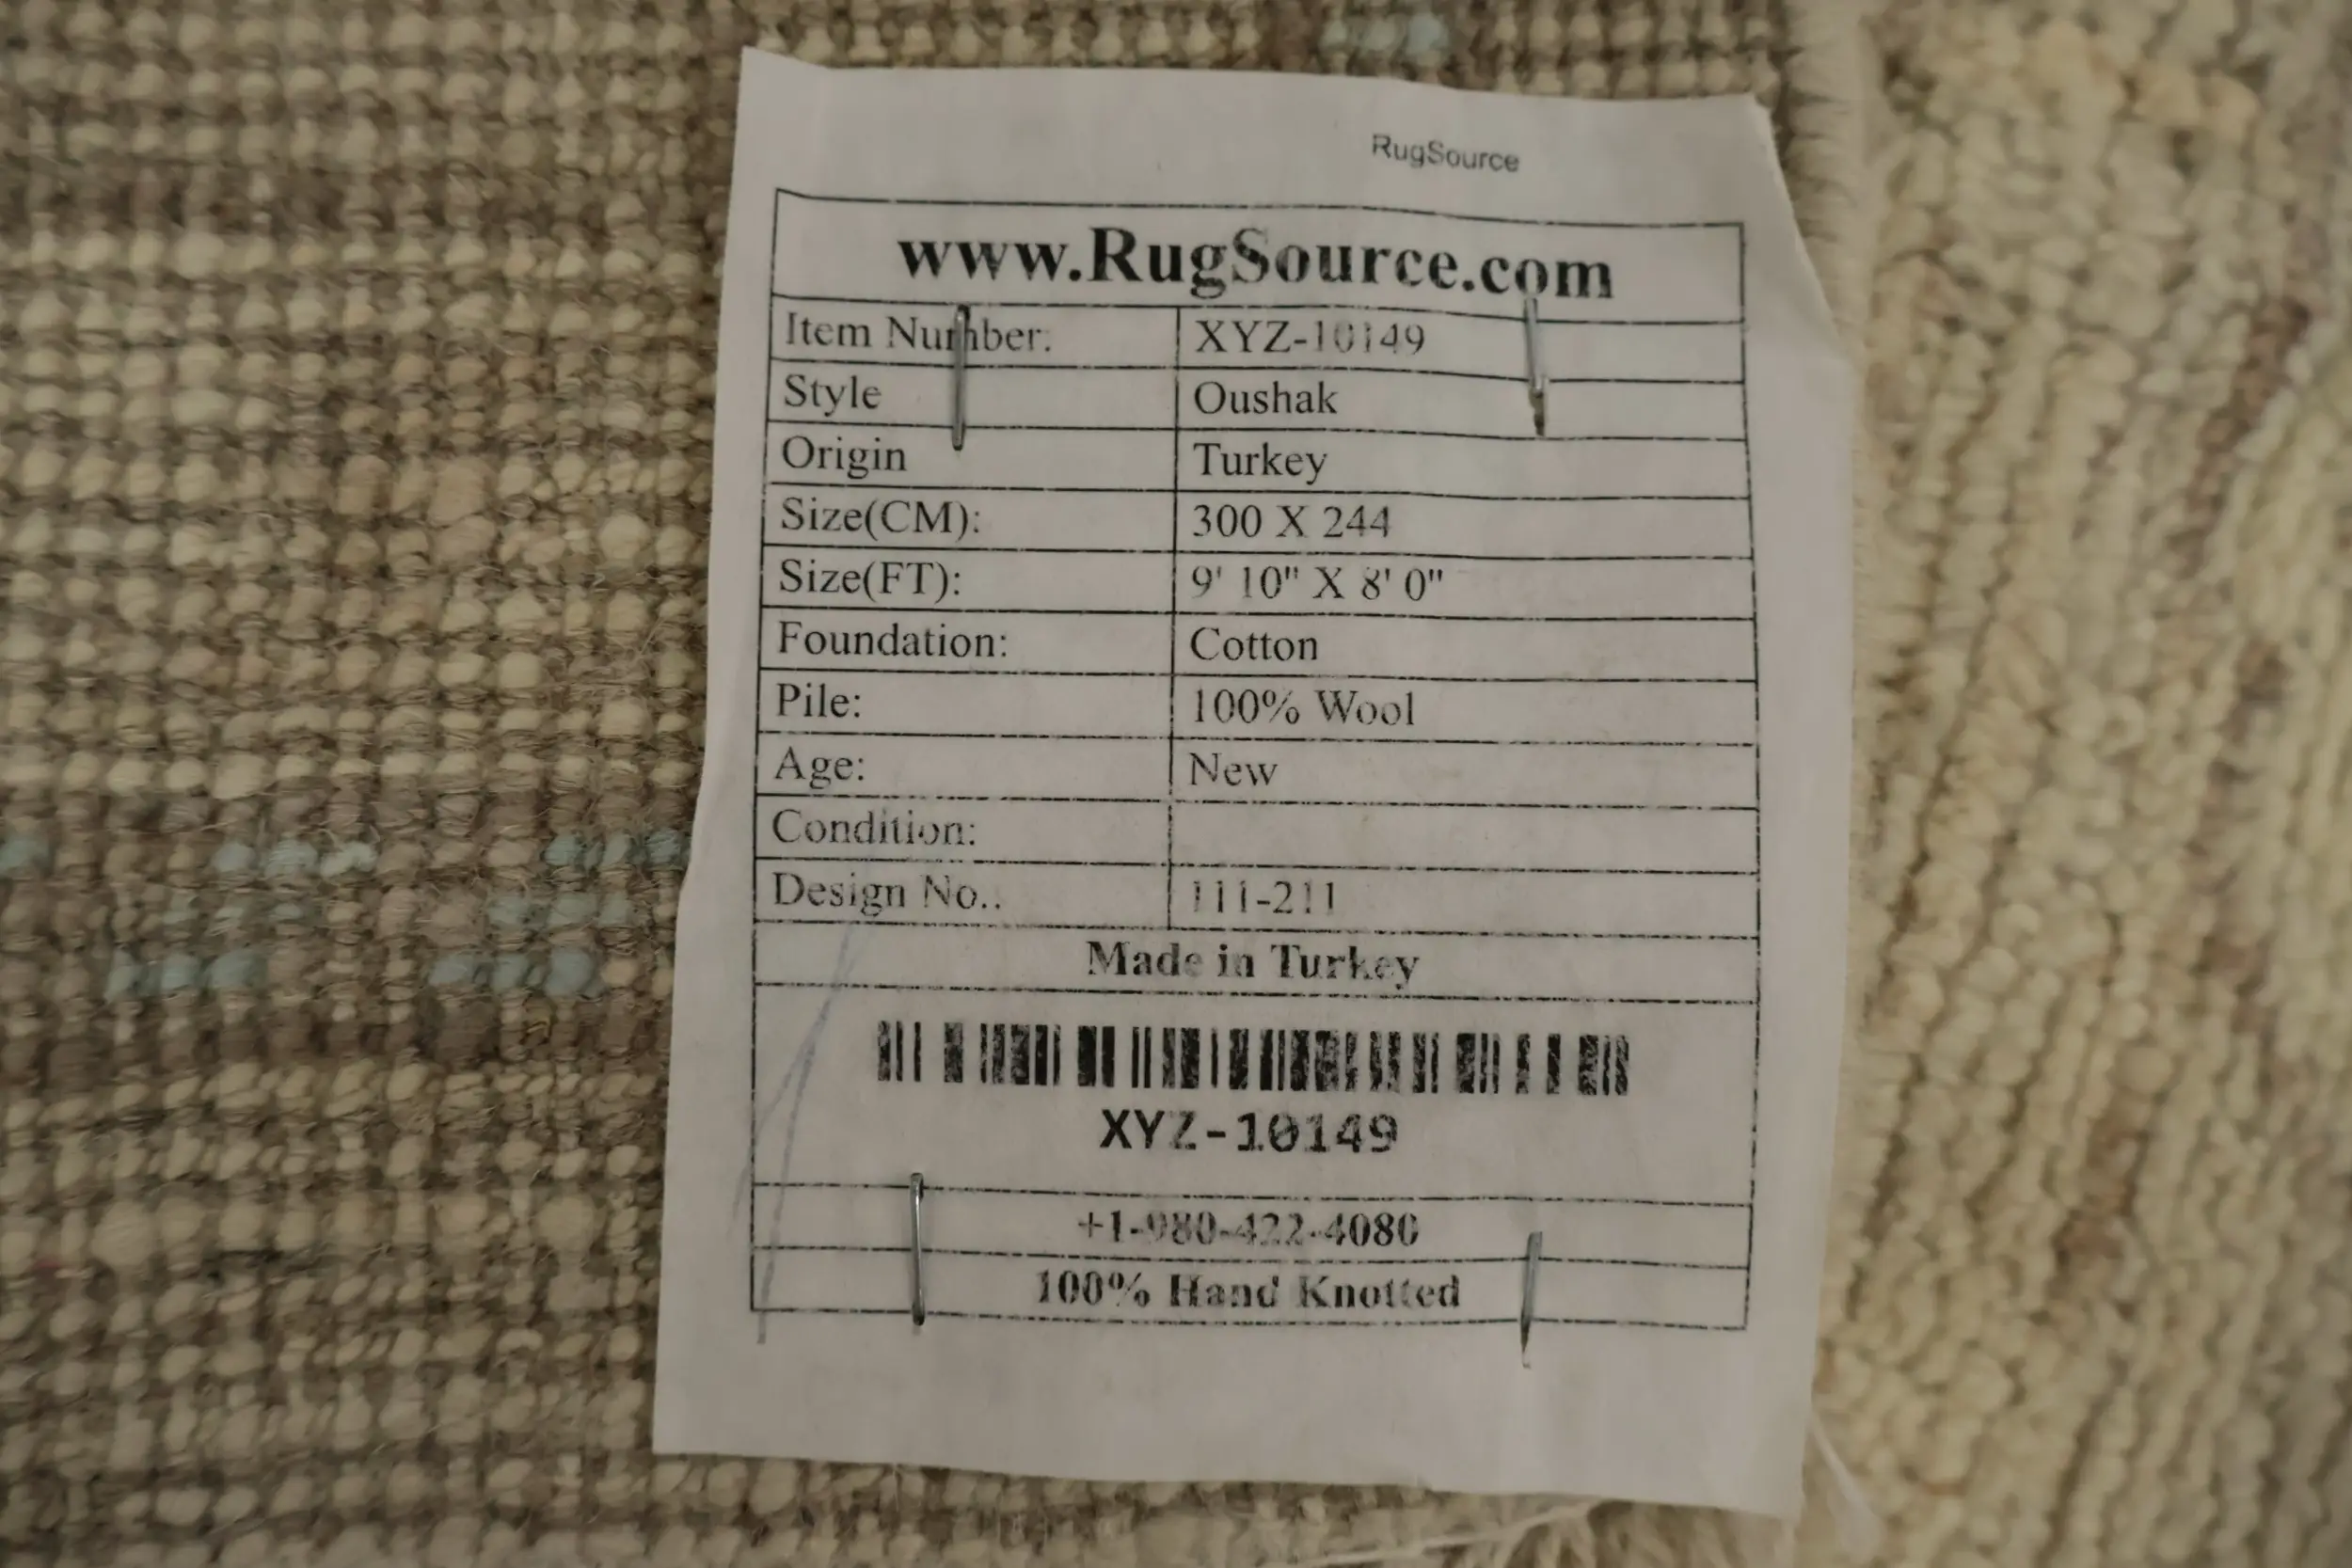 RugSource
www.RugSource.com
Item Number: XYZ-10149
Style Oushak
Origin Turkey
Size(CM): 300 X 244
Size(FT): 9' 10" X 8' 0"
Foundation: Cotton
Pile: 100% Wool
Age: New
Condition:
Design No.. 111-211
Made in Turkey
XYZ-10149
+1-980-422-4080
100% Hand Knotted